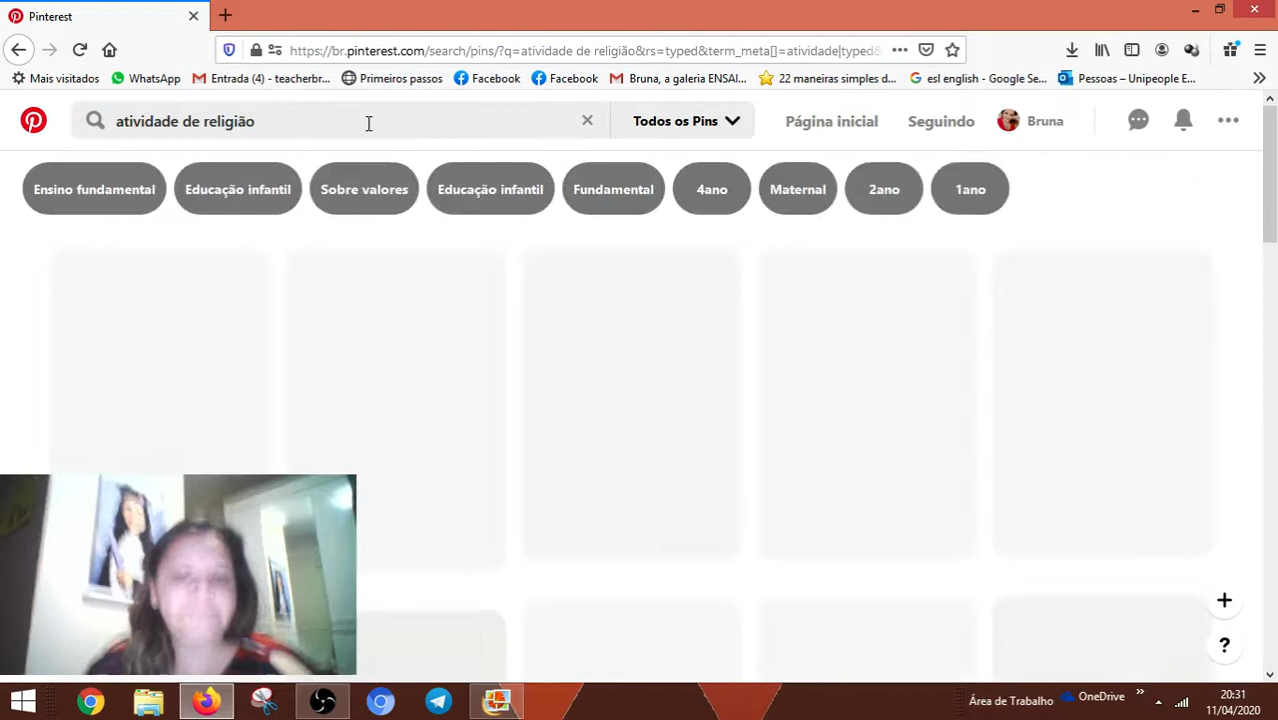 Pinterest
https://br.pinterest.com/search/pins/?q=atividade de religião&rs=typed&term_meta[]=atividade|typed&
Mais visitados WhatsApp Entrada (4) - teacherbr... Primeiros passos Facebook Facebook Bruna, a galeria ENSAI... 22 maneiras simples d... esl english - Google Se... Pessoas – Unipeople E...
atividade de religião Todos os Pins Página inicial Seguindo Bruna
Ensino fundamental Educação infantil Sobre valores Educação infantil Fundamental 4ano Maternal 2ano 1ano
+
?
Área de Trabalho OneDrive 20:31
11/04/2020